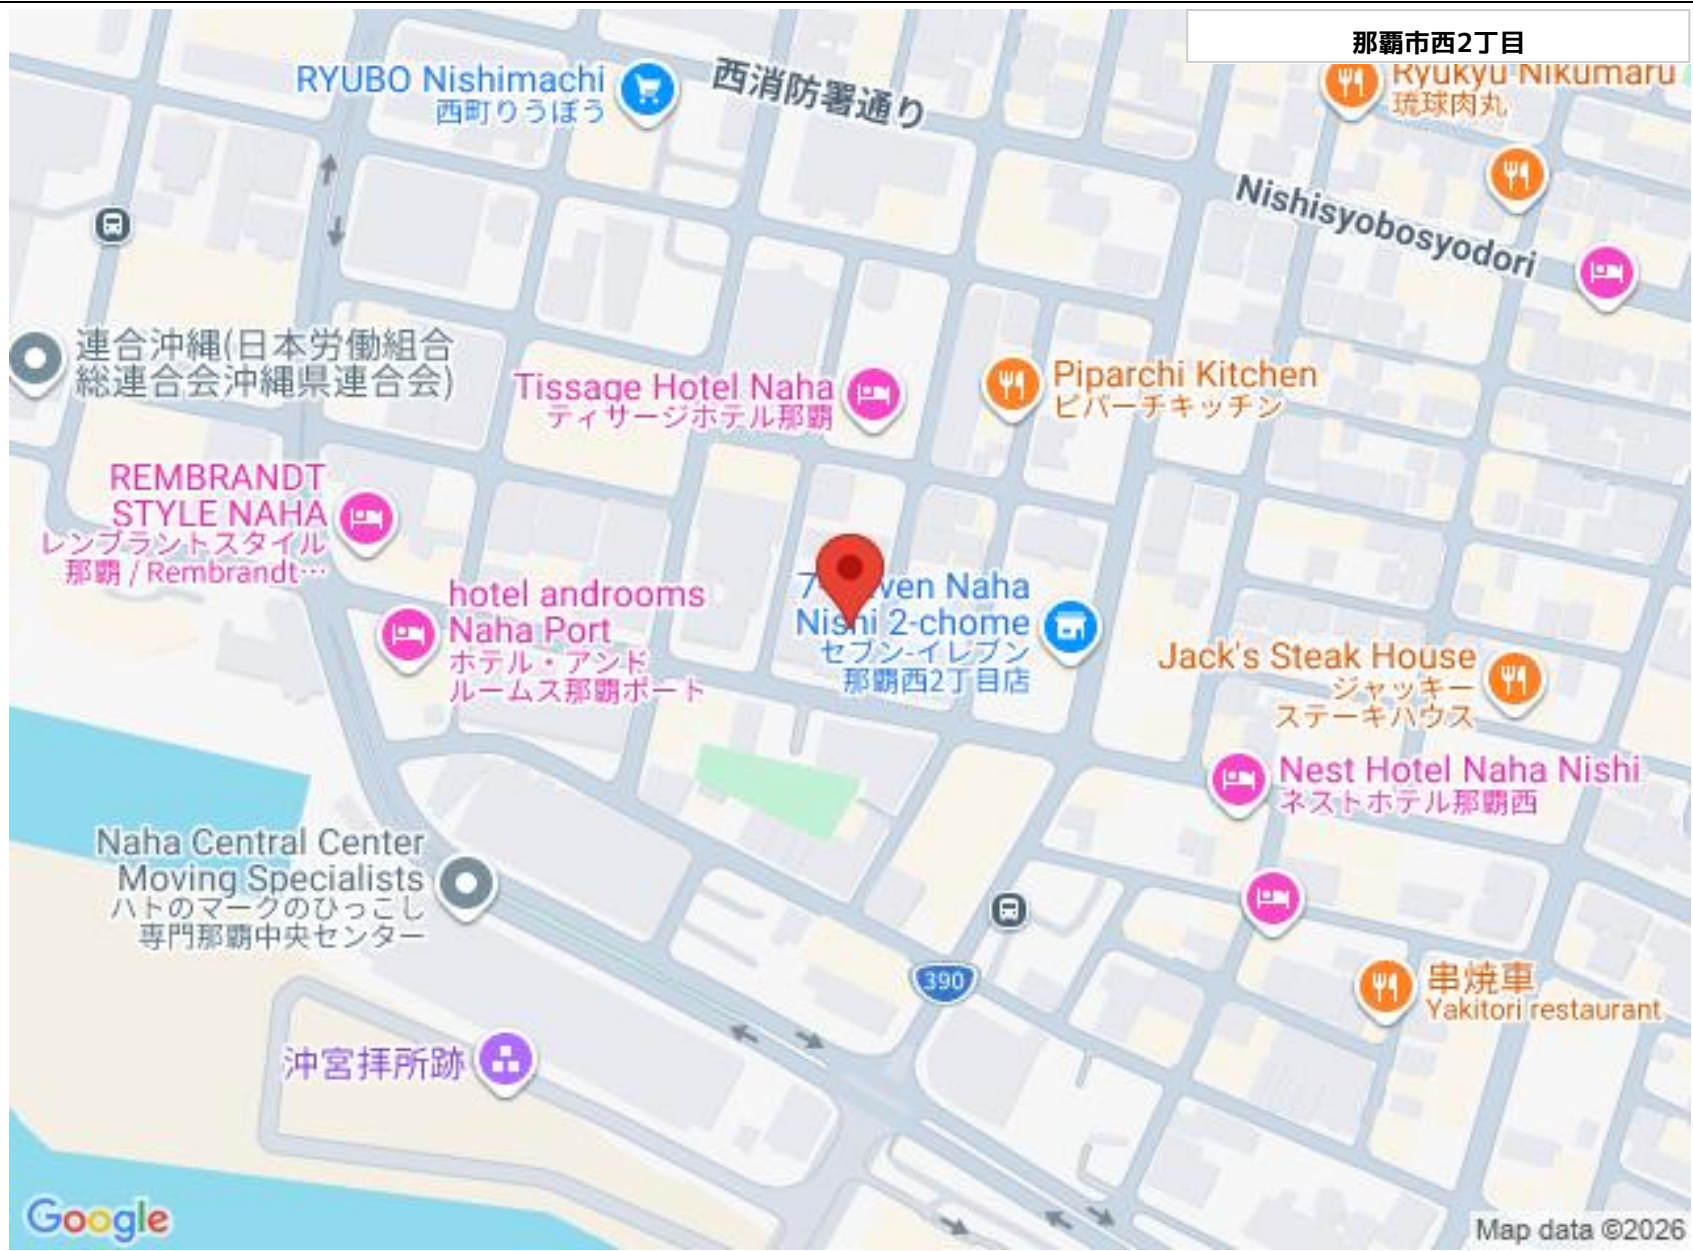 那覇市西2丁目
RYUBO Nishimachi
西町りうぼう
西消防署通り
Ryukyu Nikumaru
琉球肉丸
Nishisyobosyodori
連合沖縄(日本労働組合
総連合会沖縄県連合会)
Tissage Hotel Naha
ティサージホテル那覇
Piparchi Kitchen
ピパーチキッチン
REMBRANDT
STYLE NAHA
レンブラントスタイル
那覇 / Rembrandt…
hotel androoms
Naha Port
ホテル・アンド
ルームス那覇ポート
Naha
Nishi 2-chome
セブン-イレブン
那覇西2丁目店
Jack's Steak House
ジャッキー
ステーキハウス
Nest Hotel Naha Nishi
ネストホテル那覇西
Naha Central Center
Moving Specialists
ハトのマークのひっこし
専門那覇中央センター
390
串焼車
Yakitori restaurant
沖宮拝所跡
Google
Map data ©2026